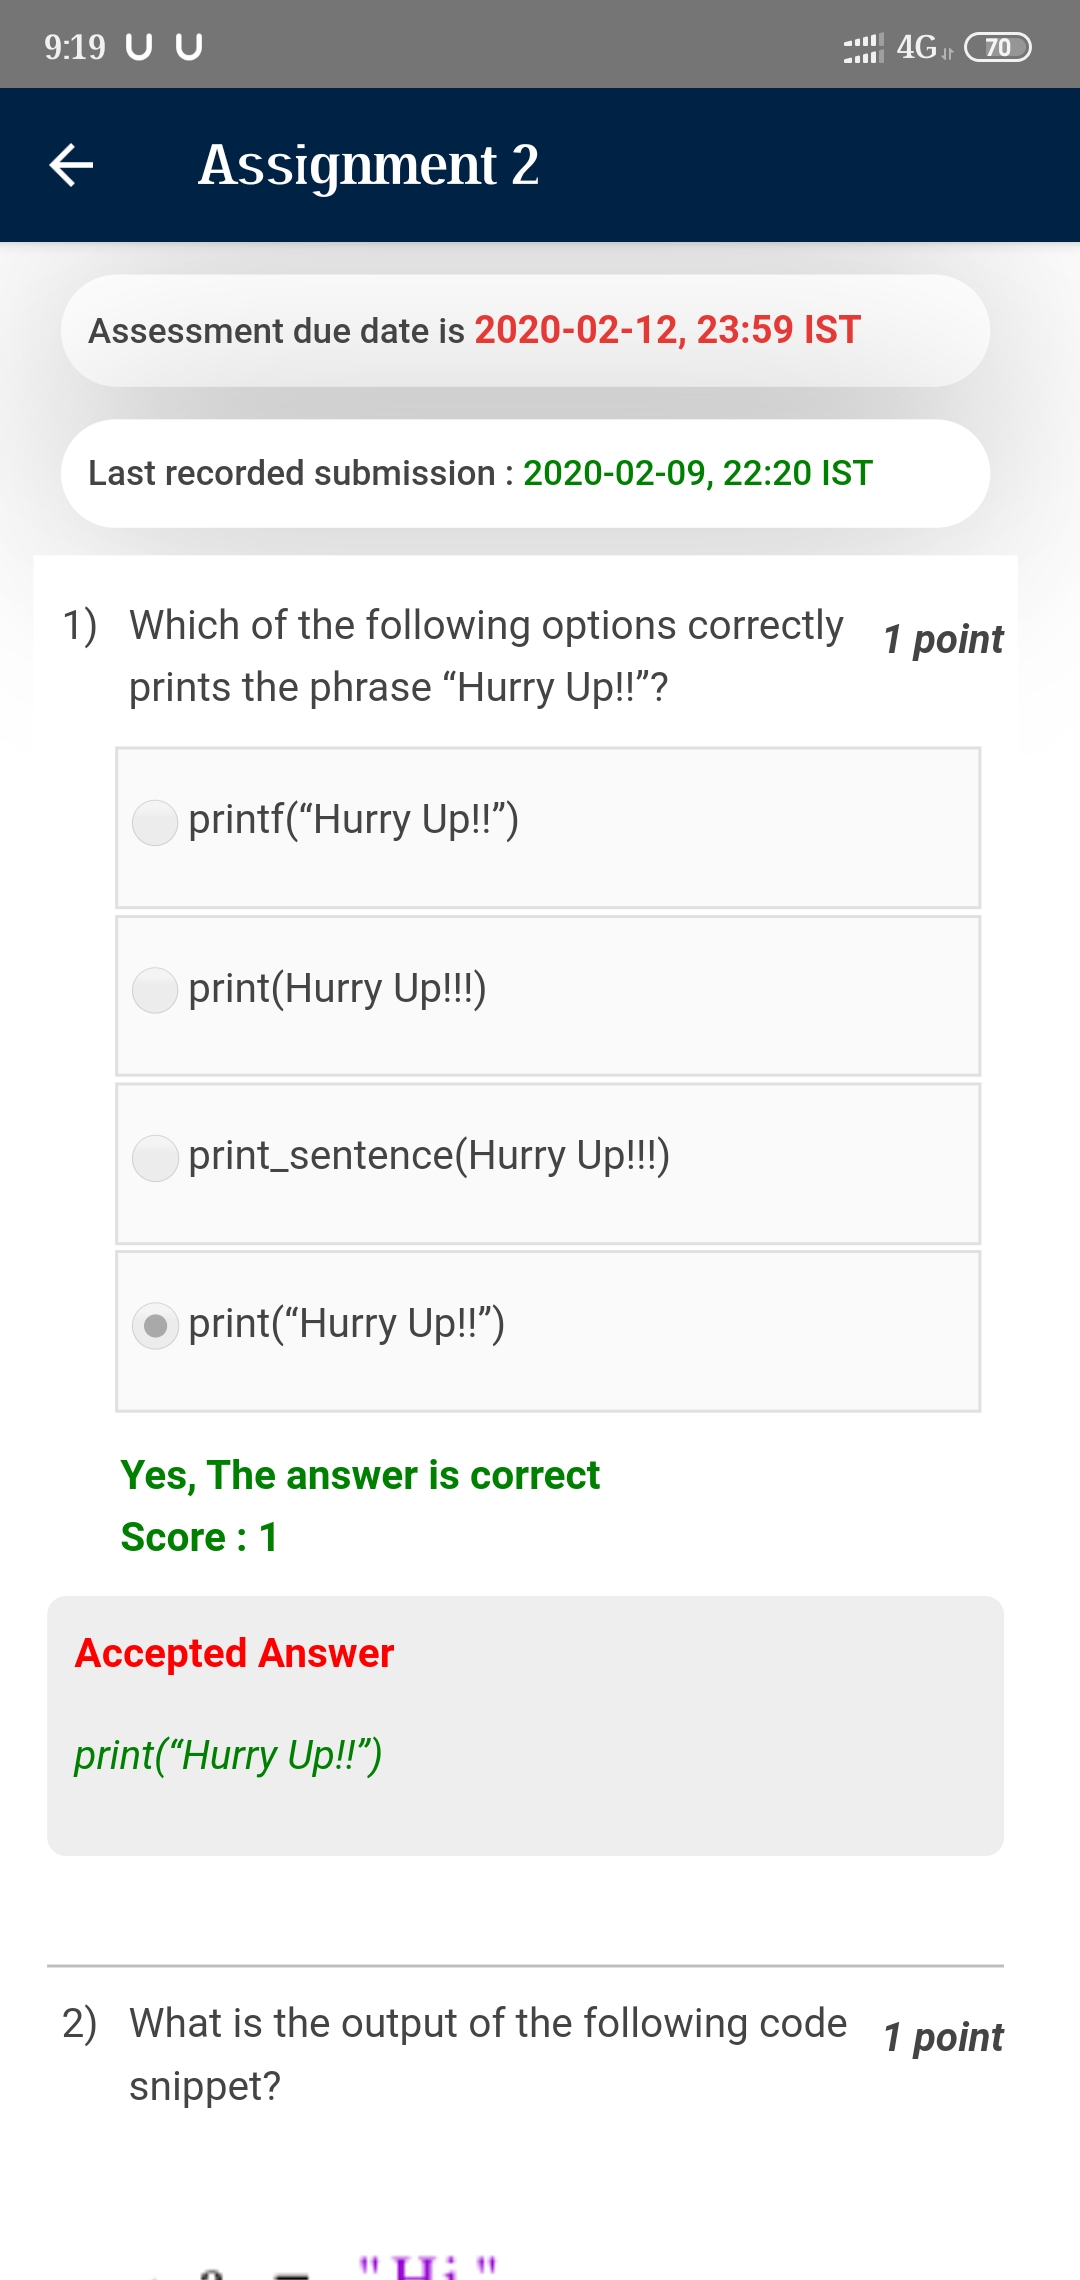 9:19
4G 70
Assignment 2
Assessment due date is 2020-02-12, 23:59 IST
Last recorded submission : 2020-02-09, 22:20 IST
1) Which of the following options correctly 1 point
prints the phrase “Hurry Up!!”?
printf(“Hurry Up!!”)
print(Hurry Up!!!)
print_sentence(Hurry Up!!!)
print(“Hurry Up!!”)
Yes, The answer is correct
Score : 1
Accepted Answer
print(“Hurry Up!!”)
2) What is the output of the following code 1 point
snippet?
"Hi"